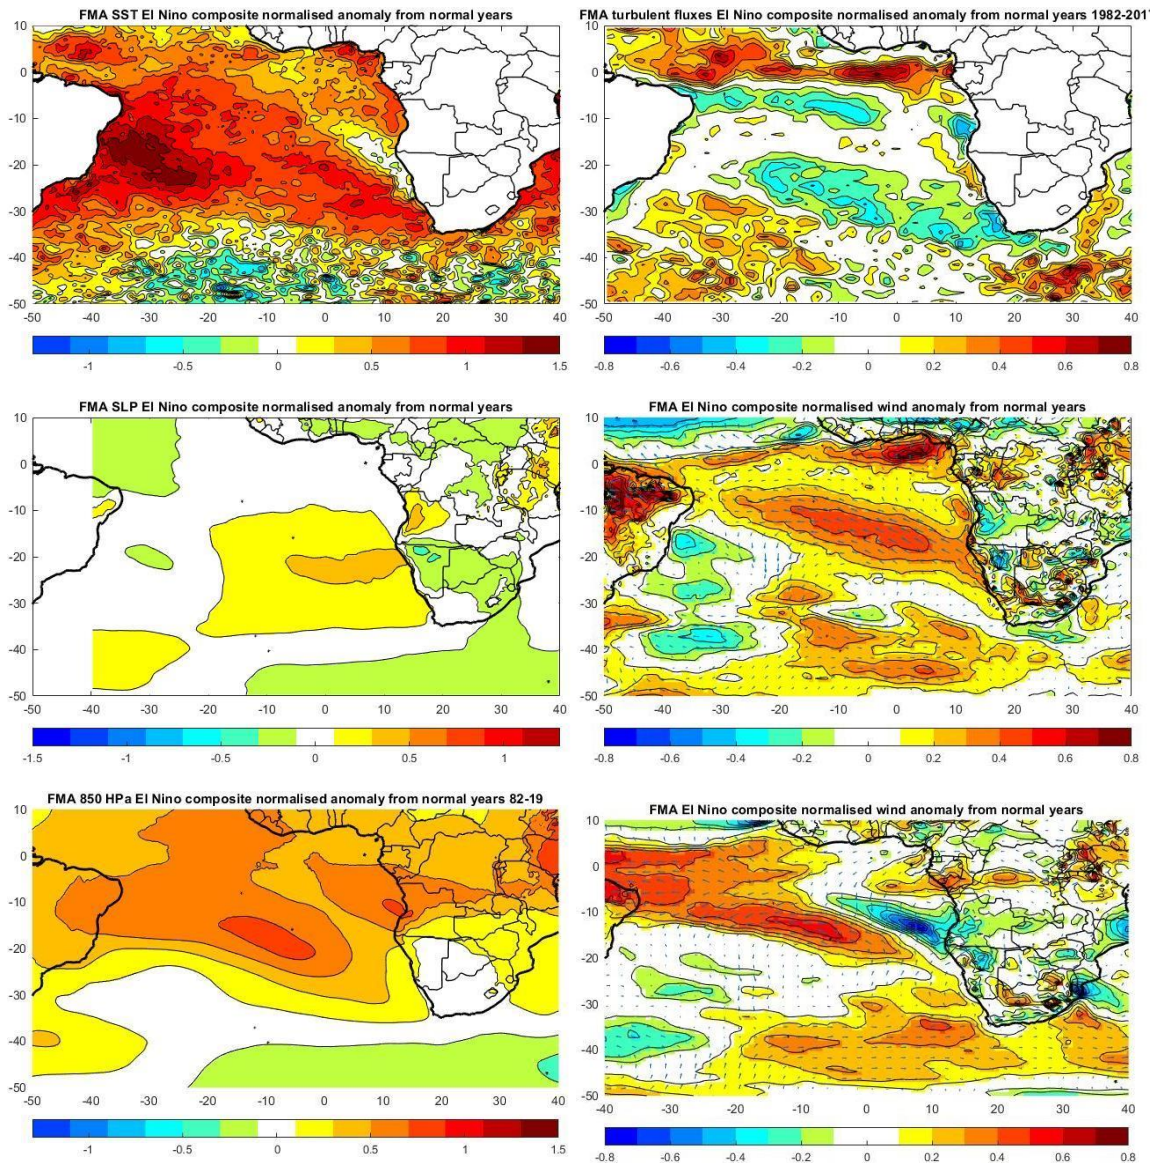 FMA SST El Nino composite normalised anomaly from normal years
10
0
-10
-20
-30
-40
-50
-50 -40 -30 -20 -10 0 10 20 30 40
-1 -0.5 0 0.5 1 1.5
FMA turbulent fluxes El Nino composite normalised anomaly from normal years 1982-2017
10
0
-10
-20
-30
-40
-50
-50 -40 -30 -20 -10 0 10 20 30 40
-0.8 -0.6 -0.4 -0.2 0 0.2 0.4 0.6 0.8
FMA SLP El Nino composite normalised anomaly from normal years
10
0
-10
-20
-30
-40
-50
-50 -40 -30 -20 -10 0 10 20 30 40
-1.5 -1 -0.5 0 0.5 1
FMA El Nino composite normalised wind anomaly from normal years
10
0
-10
-20
-30
-40
-50
-50 -40 -30 -20 -10 0 10 20 30 40
-0.8 -0.6 -0.4 -0.2 0 0.2 0.4 0.6 0.8
FMA 850 HPa El Nino composite normalised anomaly from normal years 82-19
10
0
-10
-20
-30
-40
-50
-50 -40 -30 -20 -10 0 10 20 30 40
-1 -0.5 0 0.5 1 1.5
FMA El Nino composite normalised wind anomaly from normal years
10
0
-10
-20
-30
-40
-50
-40 -30 -20 -10 0 10 20 30 40
-0.8 -0.6 -0.4 -0.2 0 0.2 0.4 0.6 0.8